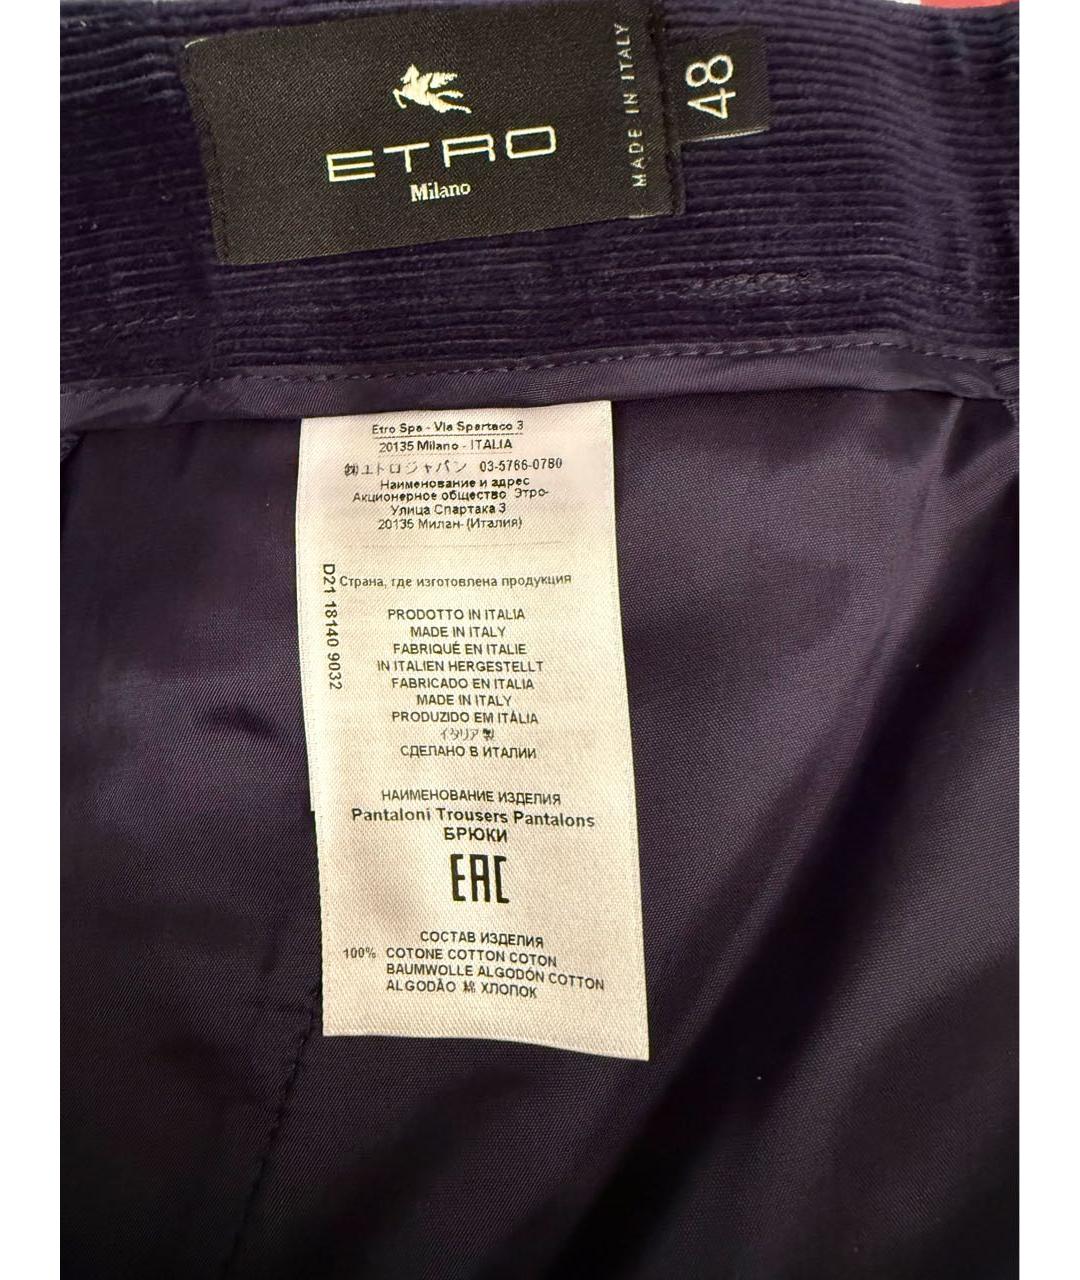 ETRO
Milano
MADE IN ITALY
48
Etro Spa - Via Spartaco 3
20135 Milano - ITALIA
㈱エトロジャパン 03-5766-0780
Наименование и адрес
Акционерное общество Этро-
Улица Спартака 3
20135 Милан- (Италия)
Страна, где изготовлена продукция
D21 18140 9032
PRODOTTO IN ITALIA
MADE IN ITALY
FABRIQUÉ EN ITALIE
IN ITALIEN HERGESTELLT
FABRICADO EN ITALIA
MADE IN ITALY
PRODUZIDO EM ITÀLIA
イタリア製
СДЕЛАНО В ИТАЛИИ
НАИМЕНОВАНИЕ ИЗДЕЛИЯ
Pantaloni Trousers Pantalons
БРЮКИ
EAC
СОСТАВ ИЗДЕЛИЯ
100% COTONE COTTON COTON
BAUMWOLLE ALGODÓN COTTON
ALGODÃO 綿 ХЛОПОК